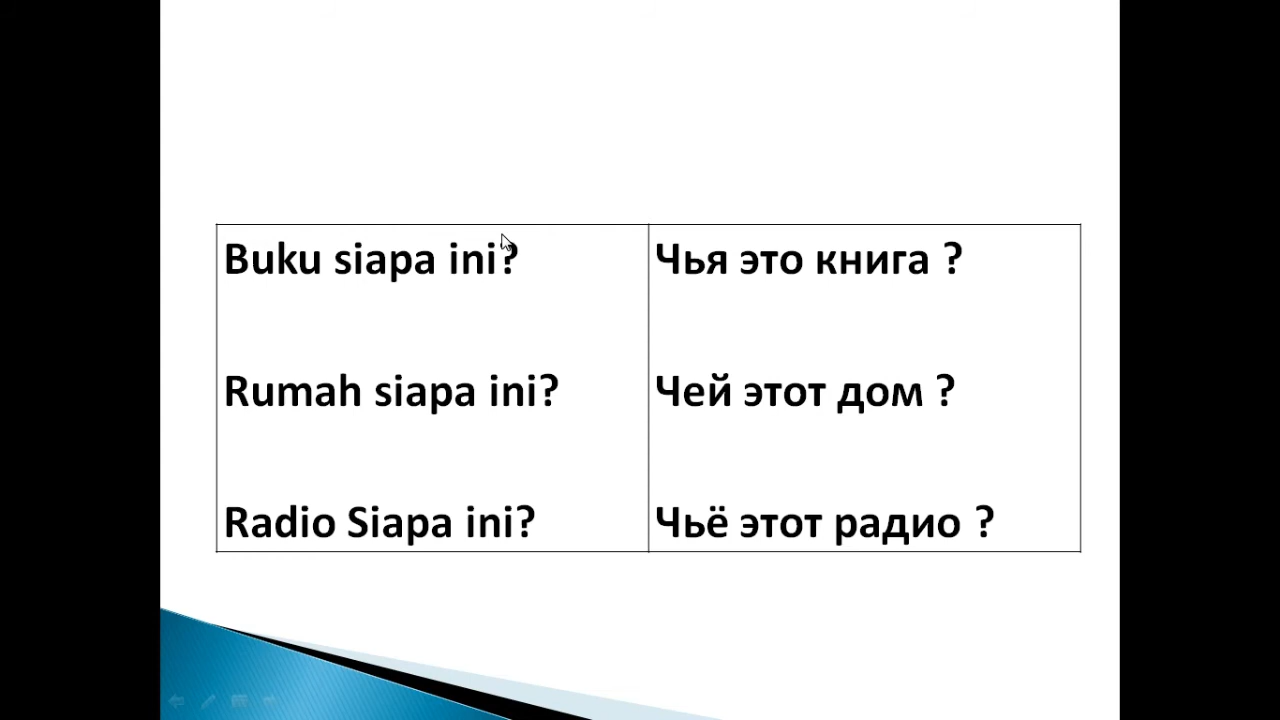 Buku siapa ini?
Чья это книга ?
Rumah siapa ini?
Чей этот дом ?
Radio Siapa ini?
Чьё этот радио ?